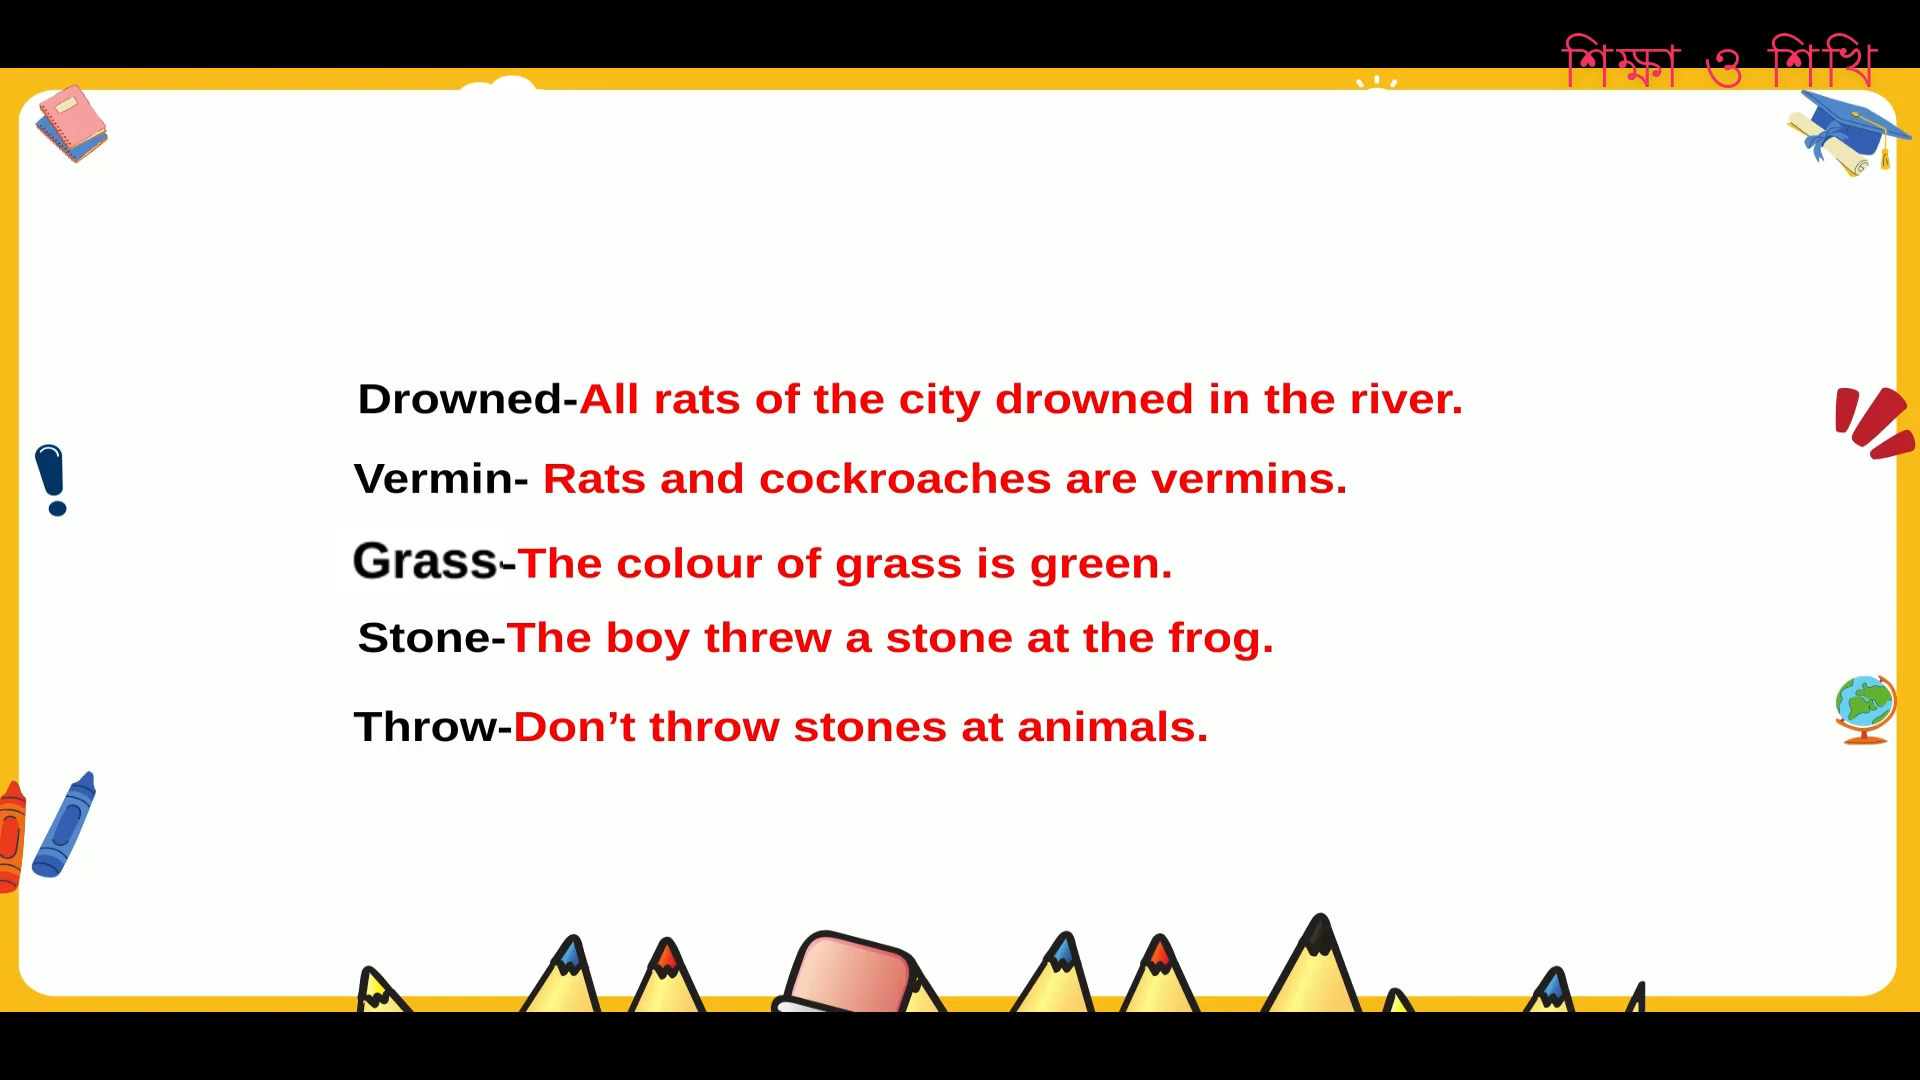 শিক্ষা ও শিখি
Drowned-All rats of the city drowned in the river.
Vermin- Rats and cockroaches are vermins.
Grass-The colour of grass is green.
Stone-The boy threw a stone at the frog.
Throw-Don’t throw stones at animals.